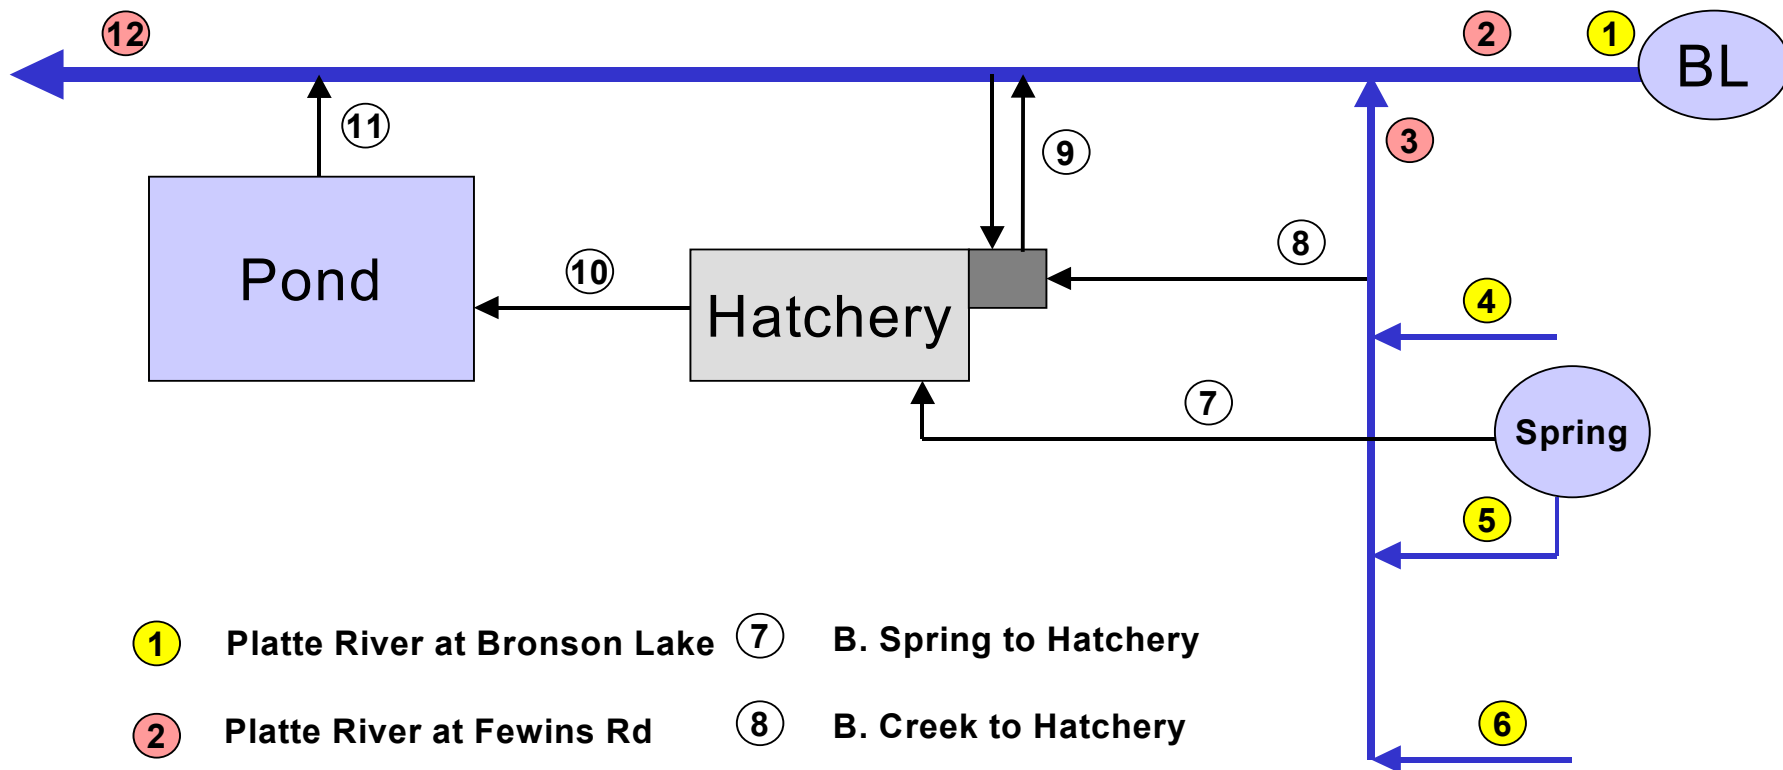 12
2
1
BL
11
3
9
8
Pond
10
Hatchery
4
7
Spring
5
1 Platte River at Bronson Lake 7 B. Spring to Hatchery
2 Platte River at Fewins Rd 8 B. Creek to Hatchery
6